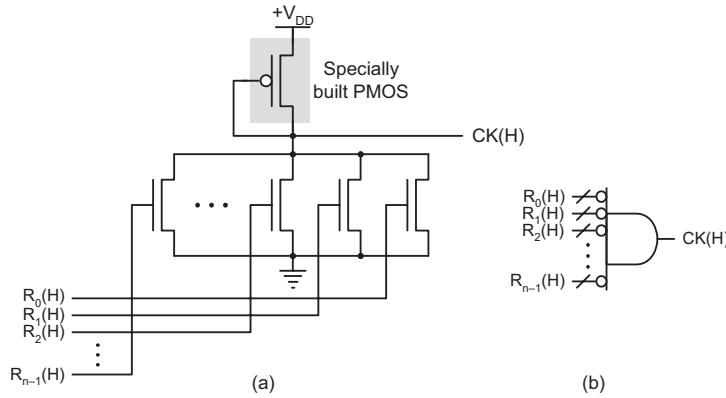 +V_DD
Specially
built PMOS
CK(H)
• • •
R_0(H)
R_1(H)
R_2(H)
R_n–1(H)
(a)
R_0(H)
R_1(H)
R_2(H)
R_n–1(H)
CK(H)
(b)